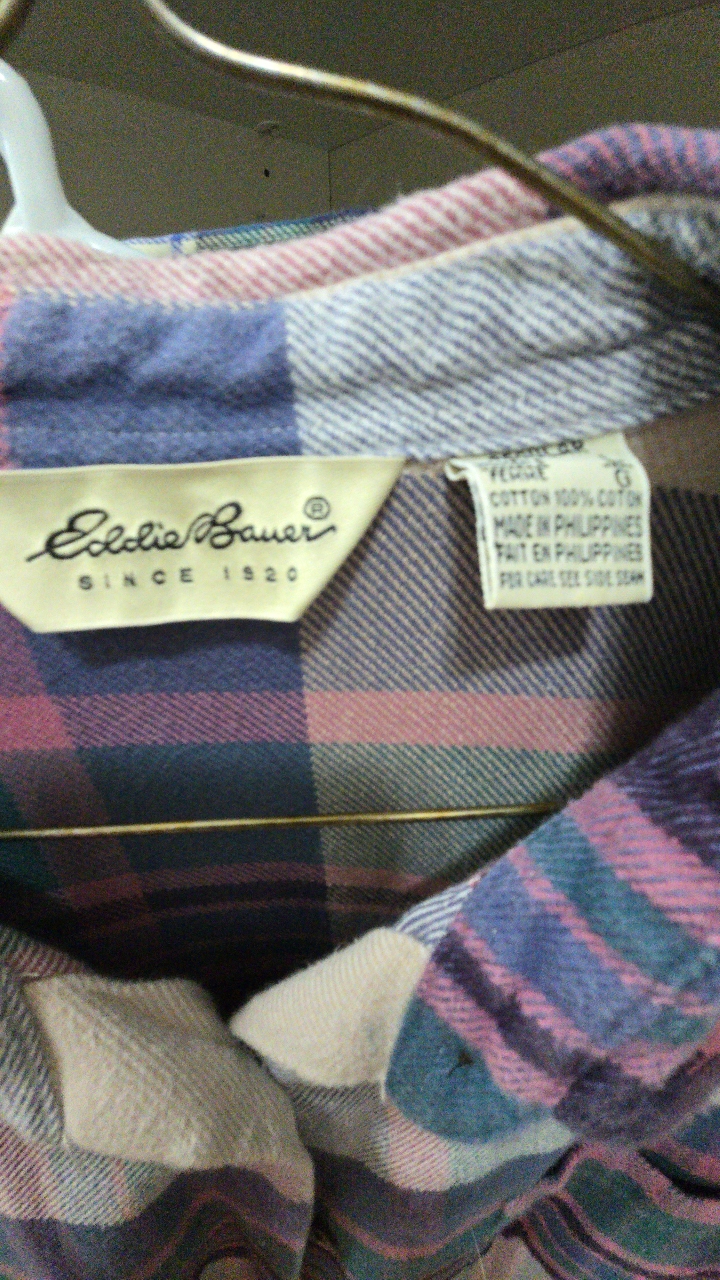 Eddie Bauer®
SINCE 1920
G
COTTON 100% COTON
MADE IN PHILIPPINES
FAIT EN PHILIPPINES
FOR CARE SEE SIDE SEAM